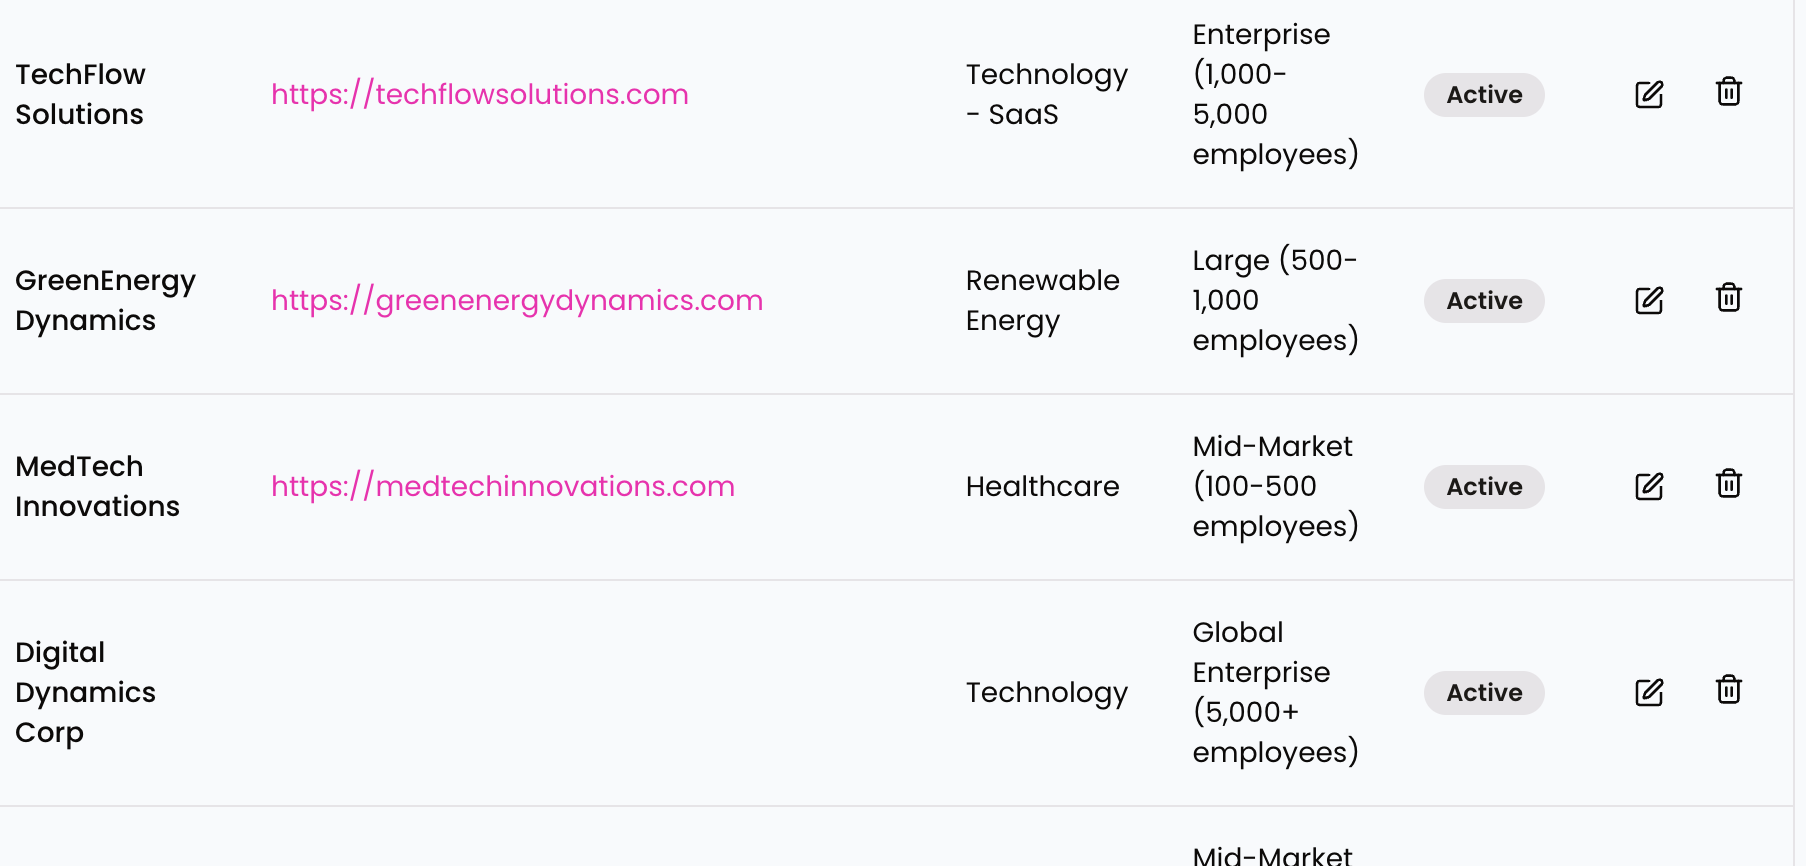 TechFlow
Solutions
https://techflowsolutions.com
Technology
- SaaS
Enterprise
(1,000-
5,000
employees)
Active
GreenEnergy
Dynamics
https://greenenergydynamics.com
Renewable
Energy
Large (500-
1,000
employees)
Active
MedTech
Innovations
https://medtechinnovations.com
Healthcare
Mid-Market
(100-500
employees)
Active
Digital
Dynamics
Corp
Technology
Global
Enterprise
(5,000+
employees)
Active
Mid-Market